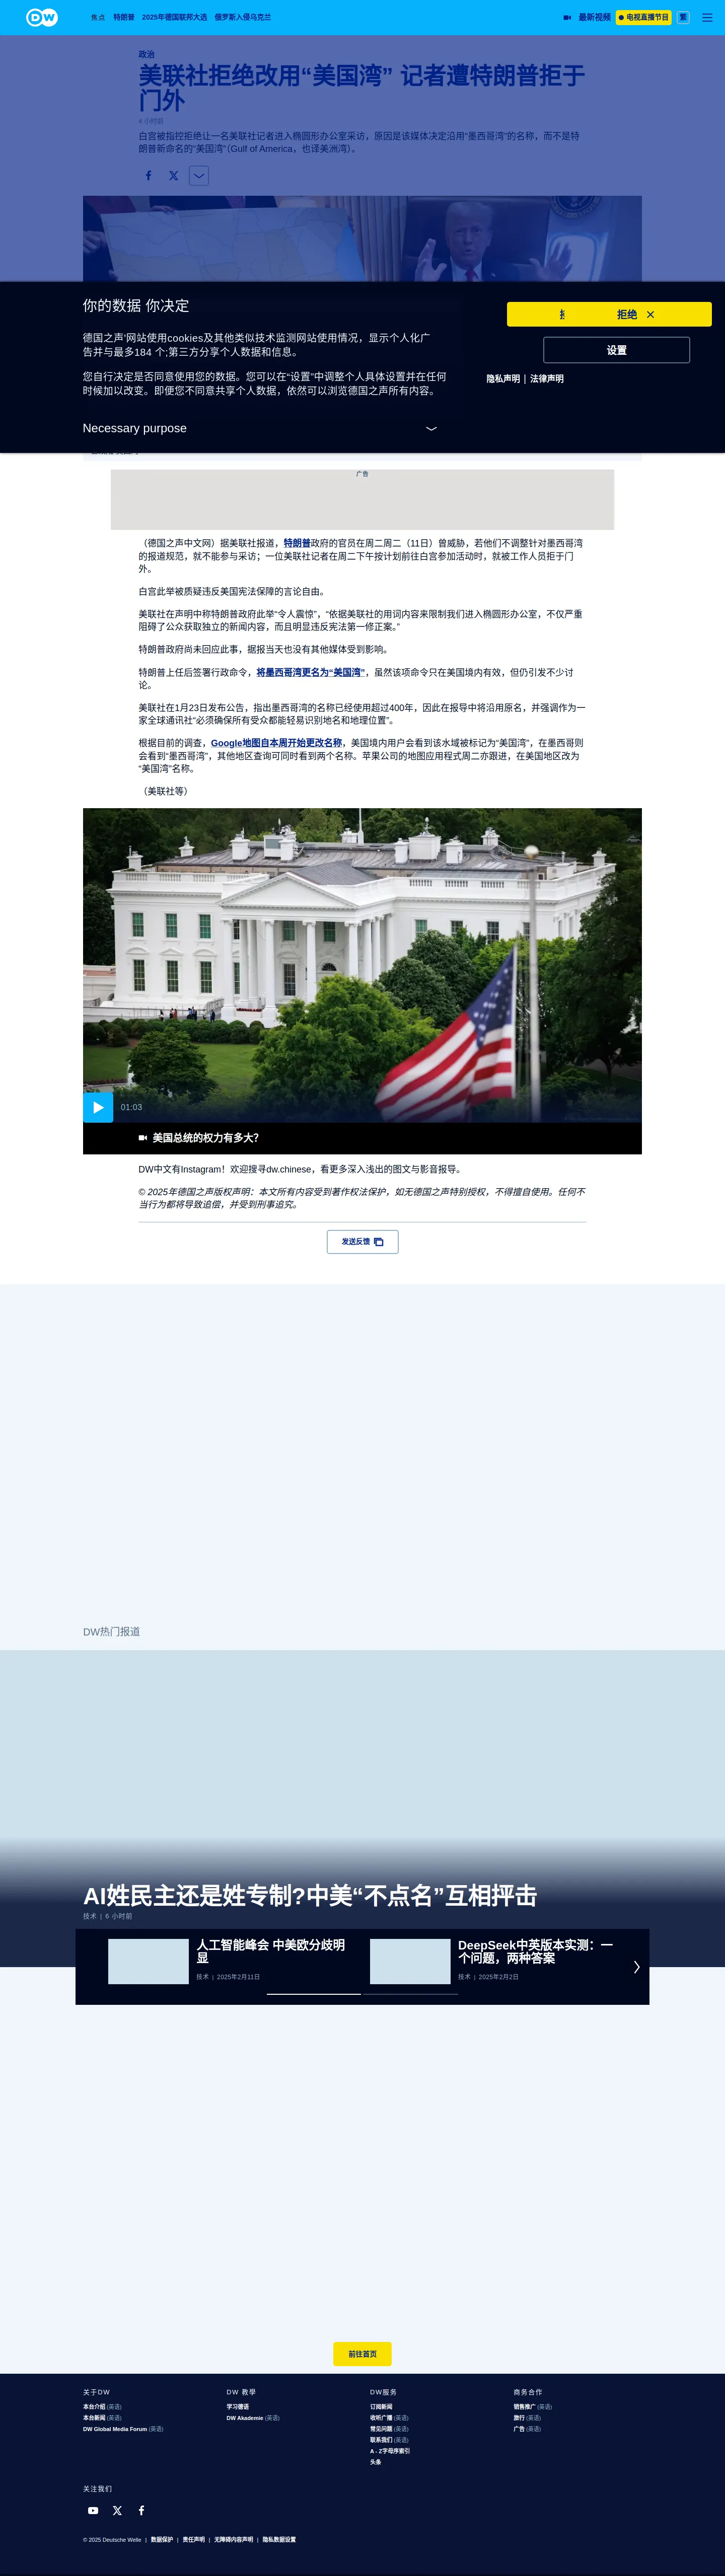 DW
焦点 特朗普 2025年德国联邦大选 俄罗斯入侵乌克兰
最新视频 电视直播节目 繁
政治
美联社拒绝改用“美国湾” 记者遭特朗普拒于
门外
6 小时前
白宫被指控拒绝让一名美联社记者进入椭圆形办公室采访，原因是该媒体决定沿用“墨西哥湾”的名称，而不是特
朗普新命名的“美国湾”（Gulf of America，也译美洲湾）。
你的数据 你决定
德国之声'网站使用cookies及其他类似技术监测网站使用情况，显示个人化广
告并与最多184 个;第三方分享个人数据和信息。
您自行决定是否同意使用您的数据。您可以在“设置”中调整个人具体设置并在任何
时候加以改变。即便您不同意共享个人数据，依然可以浏览德国之声所有内容。
Necessary purpose
拒绝
设置
隐私声明 | 法律声明
广告
（德国之声中文网）据美联社报道，特朗普政府的官员在周二周二（11日）曾威胁，若他们不调整针对墨西哥湾
的报道规范，就不能参与采访；一位美联社记者在周二下午按计划前往白宫参加活动时，就被工作人员拒于门
外。
白宫此举被质疑违反美国宪法保障的言论自由。
美联社在声明中称特朗普政府此举“令人震惊”，“依据美联社的用词内容来限制我们进入椭圆形办公室，不仅严重
阻碍了公众获取独立的新闻内容，而且明显违反宪法第一修正案。”
特朗普政府尚未回应此事，据报当天也没有其他媒体受到影响。
特朗普上任后签署行政命令，将墨西哥湾更名为“美国湾”，虽然该项命令只在美国境内有效，但仍引发不少讨
论。
美联社在1月23日发布公告，指出墨西哥湾的名称已经使用超过400年，因此在报导中将沿用原名，并强调作为一
家全球通讯社“必须确保所有受众都能轻易识别地名和地理位置”。
根据目前的调查，Google地图自本周开始更改名称，美国境内用户会看到该水域被标记为“美国湾”，在墨西哥则
会看到“墨西哥湾”，其他地区查询可同时看到两个名称。苹果公司的地图应用程式周二亦跟进，在美国地区改为
“美国湾”名称。
（美联社等）
01:03
美国总统的权力有多大？
DW中文有Instagram！欢迎搜寻dw.chinese，看更多深入浅出的图文与影音报导。
© 2025年德国之声版权声明：本文所有内容受到著作权法保护，如无德国之声特别授权，不得擅自使用。任何不
当行为都将导致追偿，并受到刑事追究。
发送反馈
DW热门报道
AI姓民主还是姓专制?中美“不点名”互相抨击
技术 | 6 小时前
人工智能峰会 中美欧分歧明
显
技术 | 2025年2月11日
DeepSeek中英版本实测：一
个问题，两种答案
技术 | 2025年2月2日
前往首页
关于DW
本台介绍 (英语)
本台新闻 (英语)
DW Global Media Forum (英语)
DW 教学
学习德语
DW Akademie (英语)
DW服务
订阅新闻
收听广播 (英语)
常见问题 (英语)
联系我们 (英语)
A - Z字母序索引
头条
商务合作
销售推广 (英语)
旅行 (英语)
广告 (英语)
关注我们
© 2025 Deutsche Welle | 数据保护 | 责任声明 | 无障碍内容声明 | 隐私数据设置